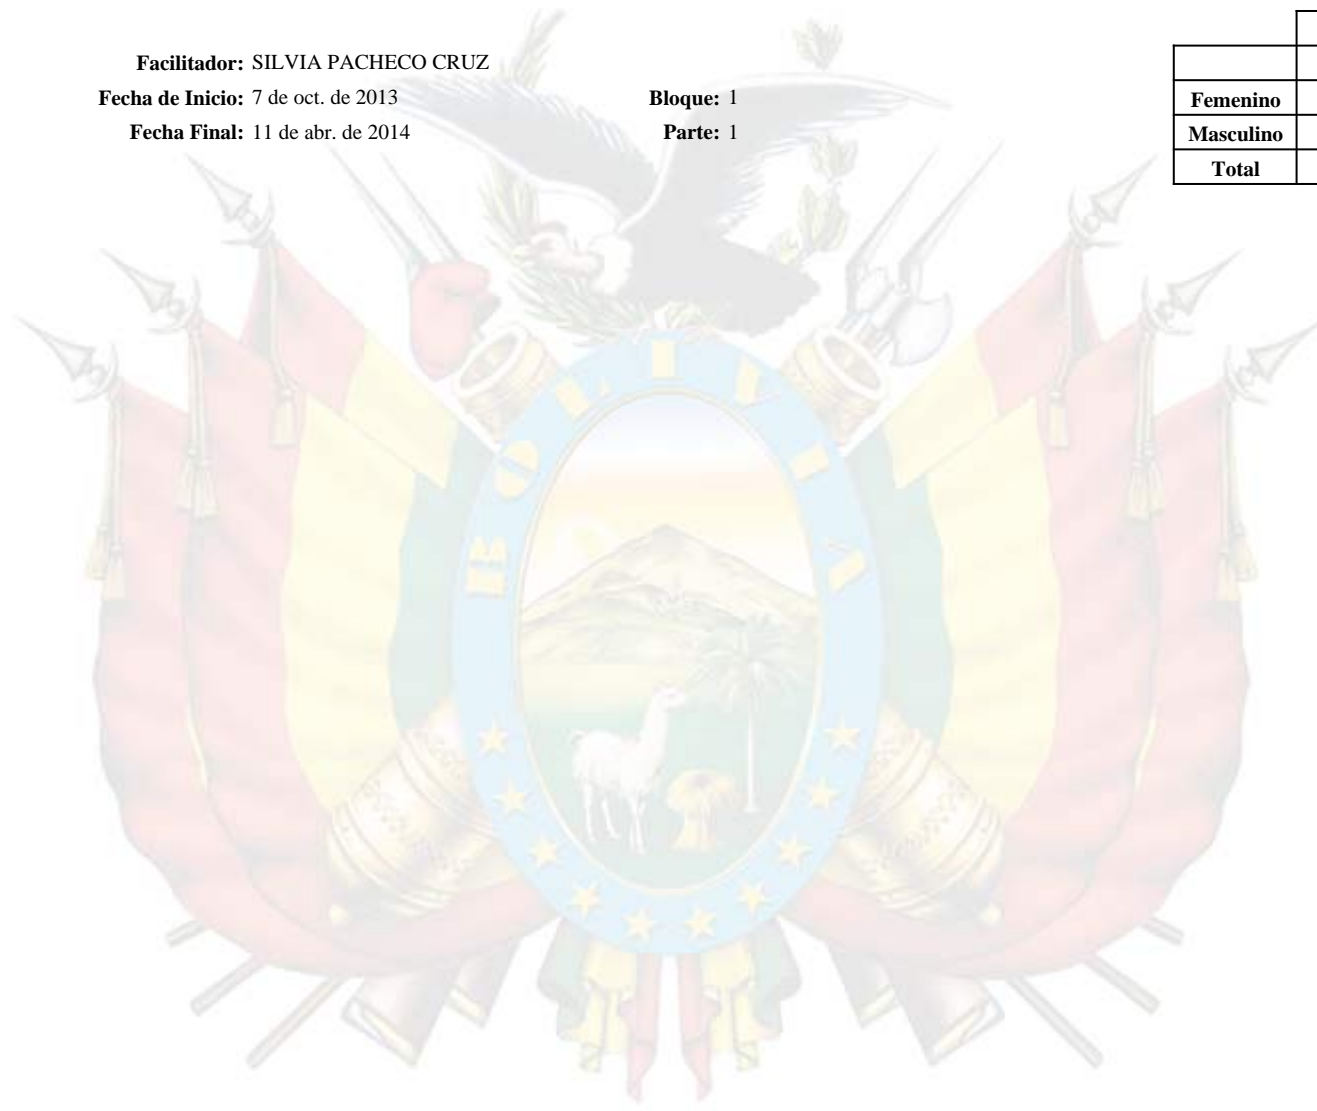 Facilitador: SILVIA PACHECO CRUZ
Fecha de Inicio: 7 de oct. de 2013 Bloque: 1
Fecha Final: 11 de abr. de 2014 Parte: 1
Femenino
Masculino
Total
BOLIVIA